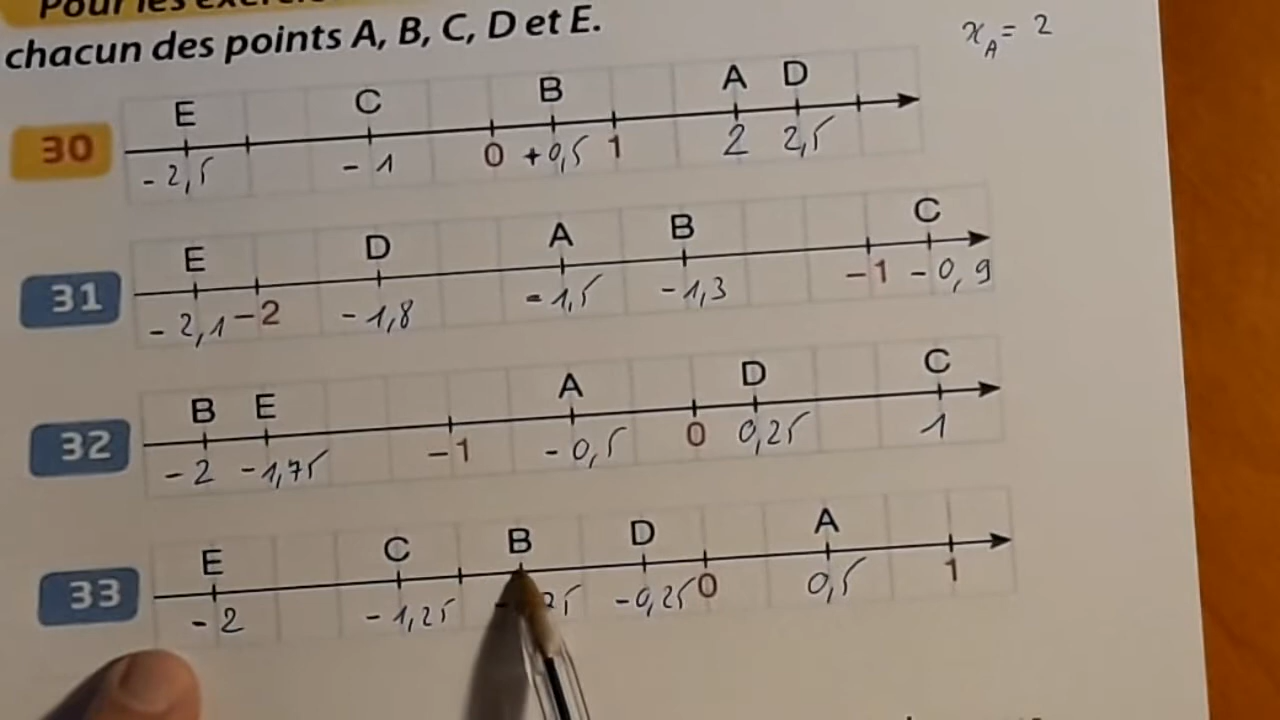 Pour les
chacun des points A, B, C, D et E.
x_A = 2
E C B A D
30
0 1
-2,5 -1 +0,5 2 2,5
E D A B C
31
-2,1 -2 -1,8 -1,5 -1,3 -1 -0,9
B E A D C
32
-2 -1,75 -1 -0,5 0 0,25 1
E C B D A
33
-2 -1,25 -0,25 0 0,5 1